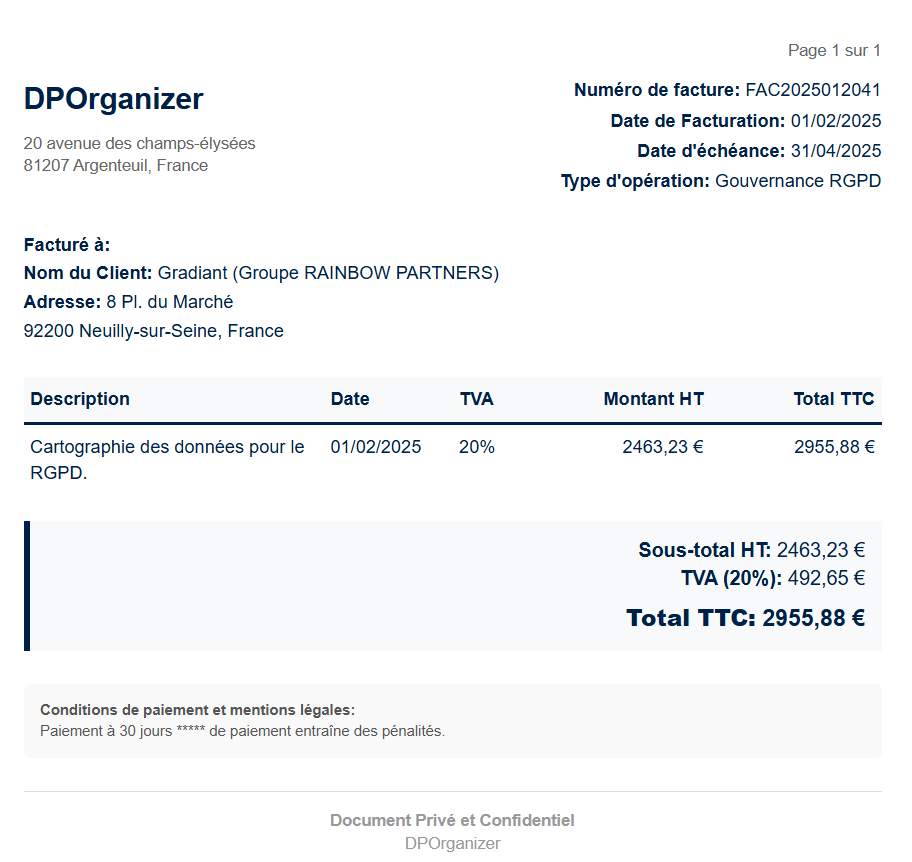 Page 1 sur 1
DPOrganizer
20 avenue des champs-élysées
81207 Argenteuil, France
Numéro de facture: FAC2025012041
Date de Facturation: 01/02/2025
Date d'échéance: 31/04/2025
Type d'opération: Gouvernance RGPD
Facturé à:
Nom du Client: Gradiant (Groupe RAINBOW PARTNERS)
Adresse: 8 Pl. du Marché
92200 Neuilly-sur-Seine, France
Description Date TVA Montant HT Total TTC
Cartographie des données pour le 01/02/2025 20% 2463,23 € 2955,88 €
RGPD.
Sous-total HT: 2463,23 €
TVA (20%): 492,65 €
Total TTC: 2955,88 €
Conditions de paiement et mentions légales:
Paiement à 30 jours ***** de paiement entraîne des pénalités.
Document Privé et Confidentiel
DPOrganizer